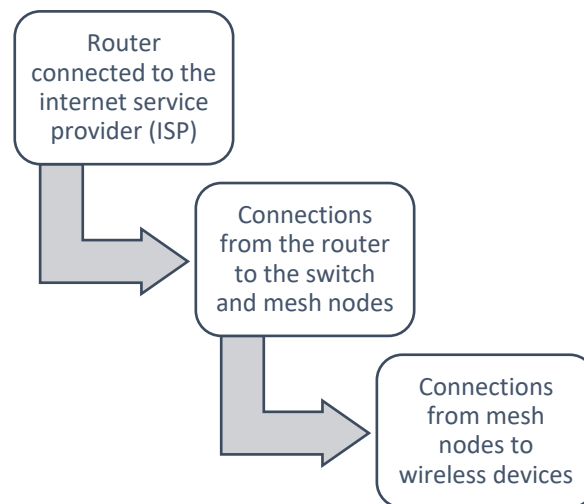 Router
connected to the
internet service
provider (ISP)
Connections
from the router
to the switch
and mesh nodes
Connections
from mesh
nodes to
wireless devices